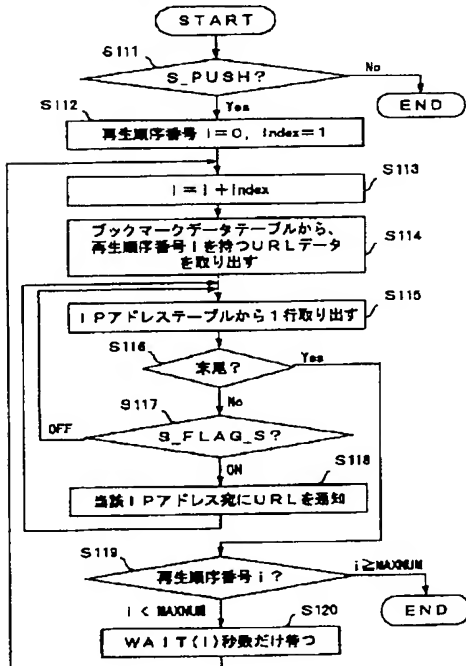 START
S111
S_PUSH?
No
END
Yes
S112
再生順序番号 i=0, Index=1
S113
i=i+Index
S114
ブックマークデータテーブルから、
再生順序番号iを持つURLデータ
を取り出す
S115
IPアドレステーブルから1行取り出す
S116
末尾?
Yes
No
S117
S_FLAG_S?
OFF
ON
S118
当該IPアドレス宛にURLを通知
S119
再生順序番号i?
i≧MAXNUM
END
i<MAXNUM
S120
WAIT(i)秒数だけ待つ